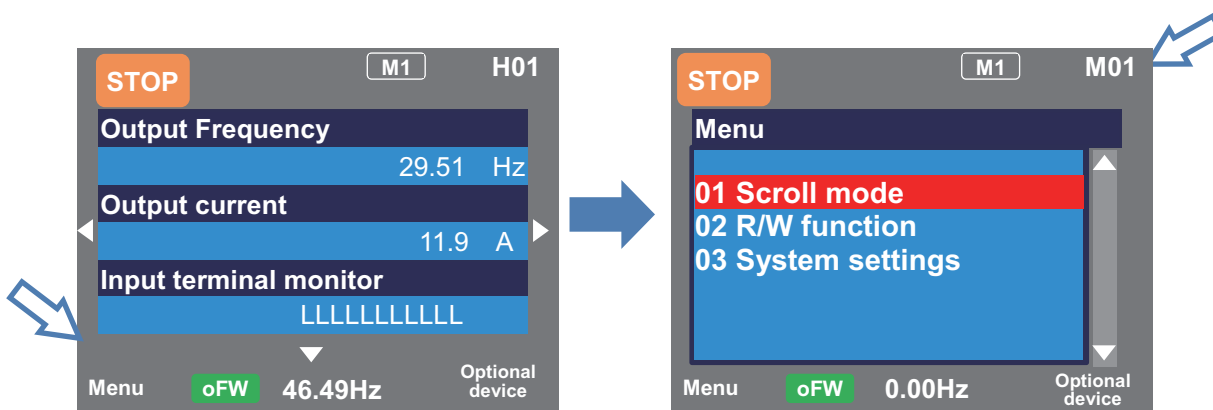 STOP M1 H01
Output Frequency
29.51 Hz
Output current
11.9 A
Input terminal monitor
LLLLLLLLLLL
Menu oFW 46.49Hz Optional
device
STOP M1 M01
Menu
01 Scroll mode
02 R/W function
03 System settings
Menu oFW 0.00Hz Optional
device